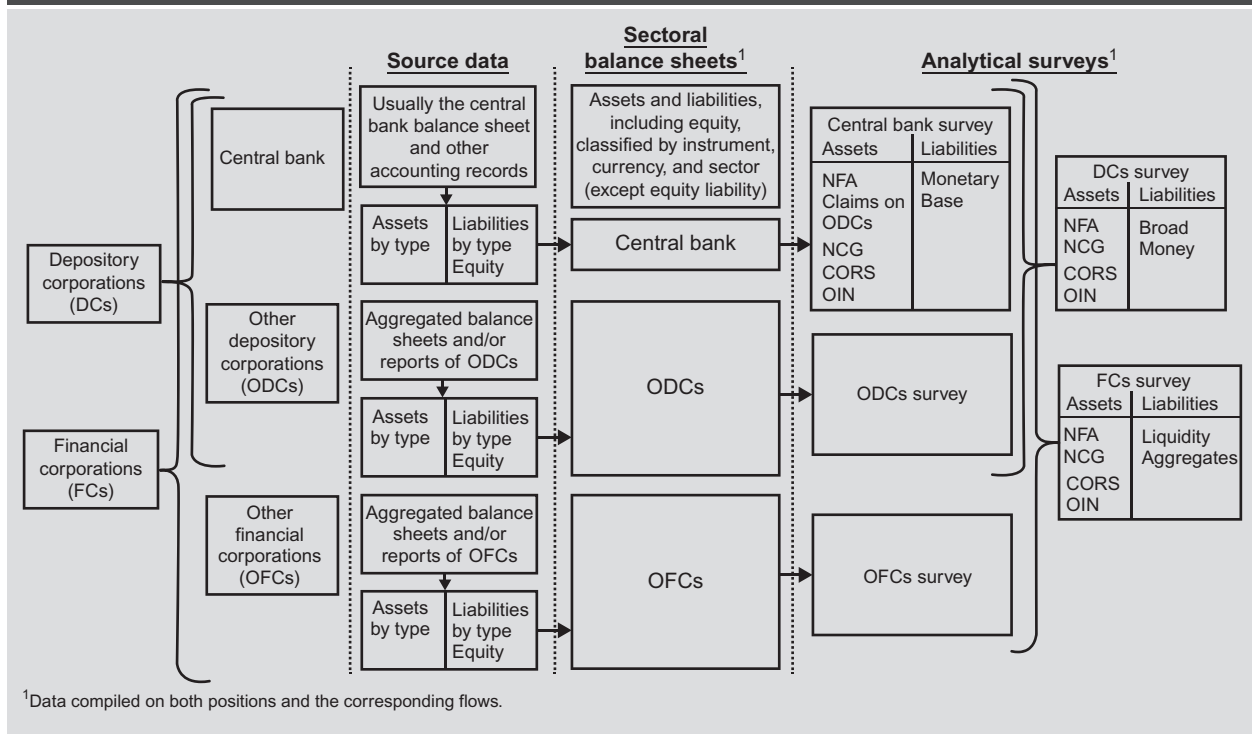 Source data
Sectoral
balance sheets1
Analytical surveys1
Depository
corporations
(DCs)
Financial
corporations
(FCs)
Central bank
Other
depository
corporations
(ODCs)
Other
financial
corporations
(OFCs)
Usually the central
bank balance sheet
and other
accounting records
Assets
by type
Liabilities
by type
Equity
Aggregated balance
sheets and/or
reports of ODCs
Assets
by type
Liabilities
by type
Equity
Aggregated balance
sheets and/or
reports of OFCs
Assets
by type
Liabilities
by type
Equity
Assets and liabilities,
including equity,
classified by instrument,
currency, and sector
(except equity liability)
Central bank
ODCs
OFCs
Central bank survey
Assets
Liabilities
NFA
Claims on
ODCs
NCG
CORS
OIN
Monetary
Base
ODCs survey
OFCs survey
DCs survey
Assets
Liabilities
NFA
NCG
CORS
OIN
Broad
Money
FCs survey
Assets
Liabilities
NFA
NCG
CORS
OIN
Liquidity
Aggregates
1Data compiled on both positions and the corresponding flows.